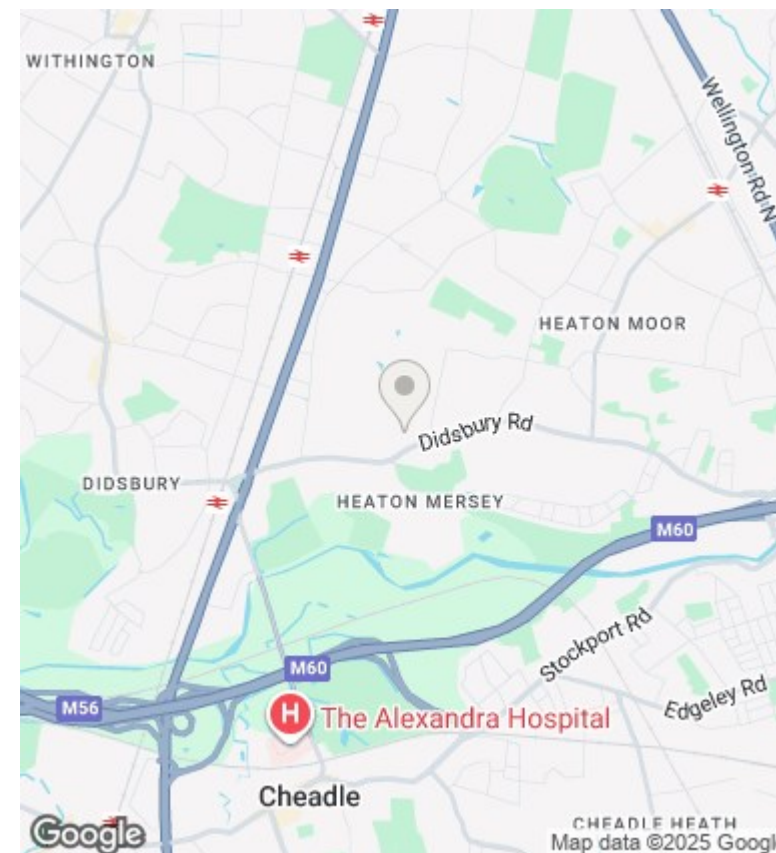 WITHINGTON
Wellington Rd N
HEATON MOOR
Didsbury Rd
DIDSBURY
HEATON MERSEY
M60
Stockport Rd
M60
Edgeley Rd
M56
H
The Alexandra Hospital
Cheadle
CHEADLE HEATH
Google
Map data ©2025 Googl